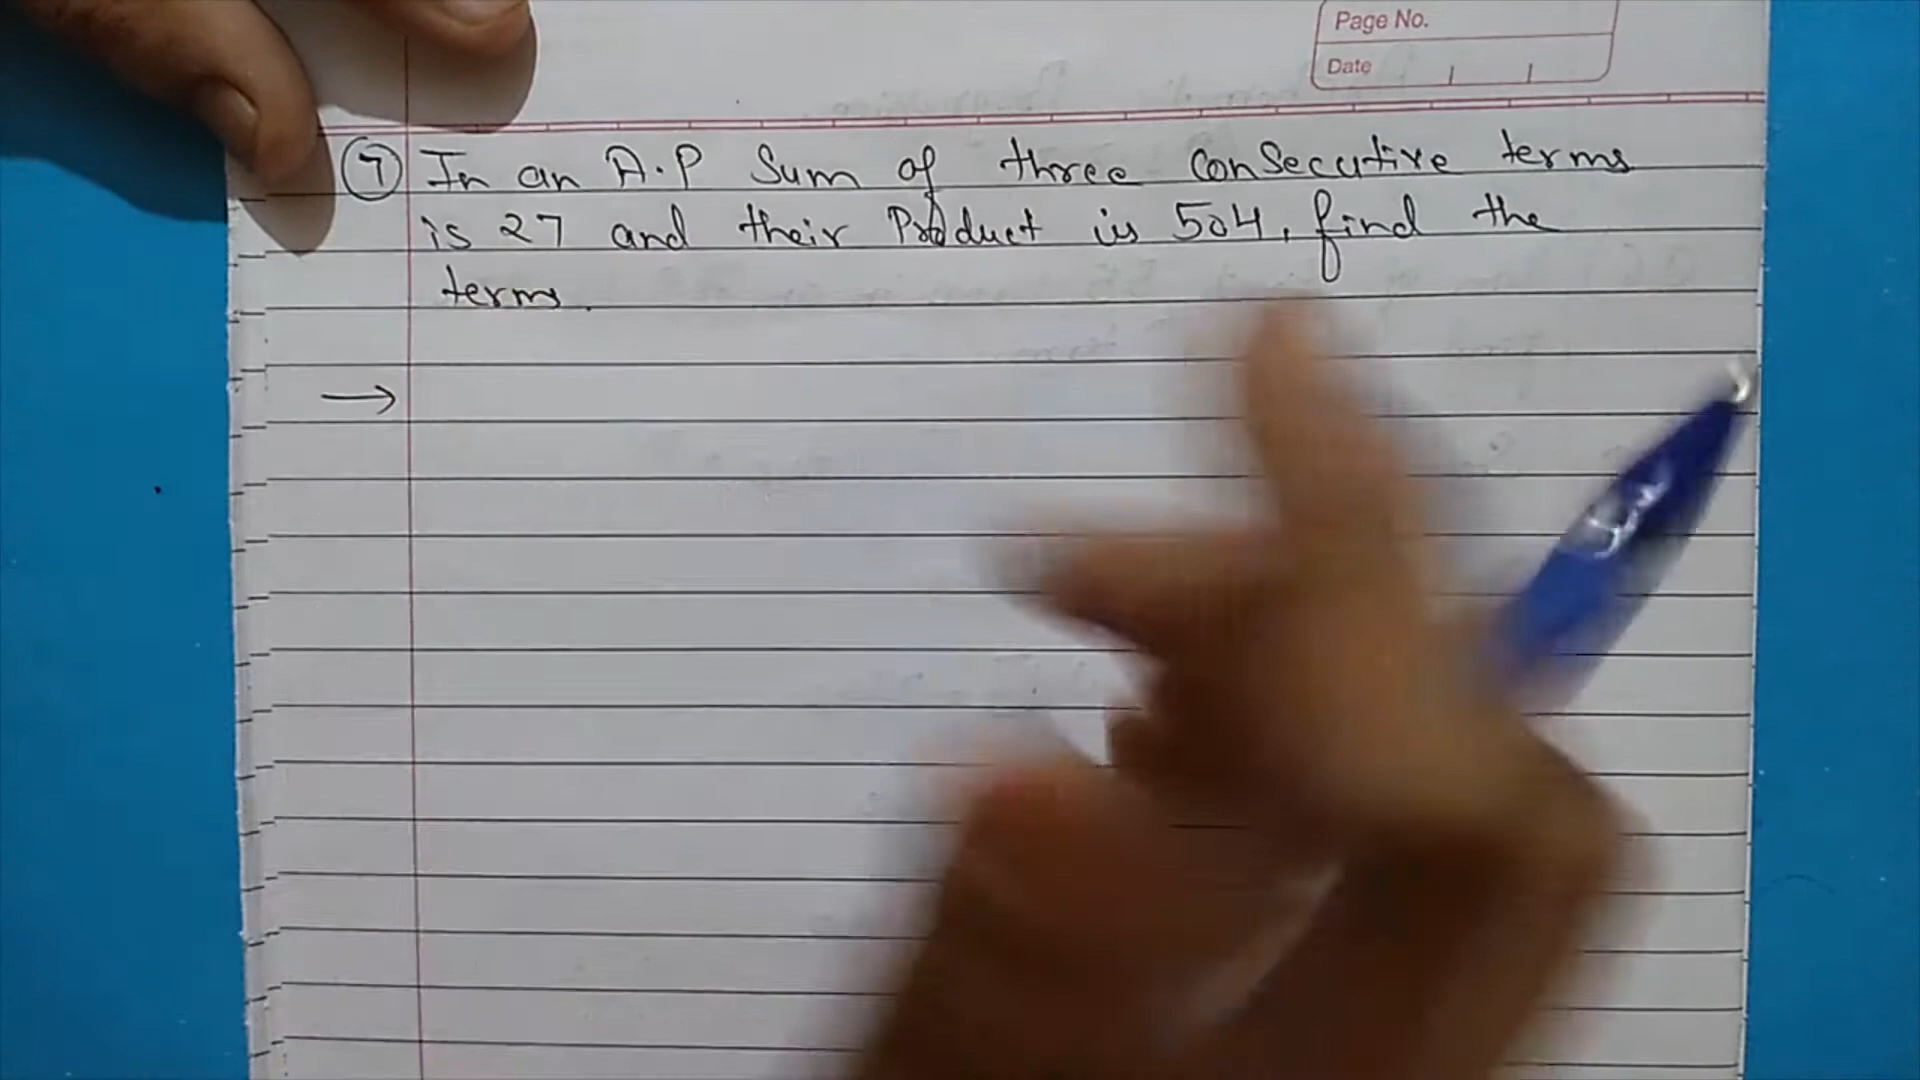 Page No.
Date
7 In an A.P Sum of three Consecutive terms
is 27 and their Product is 504, find the
terms.
→